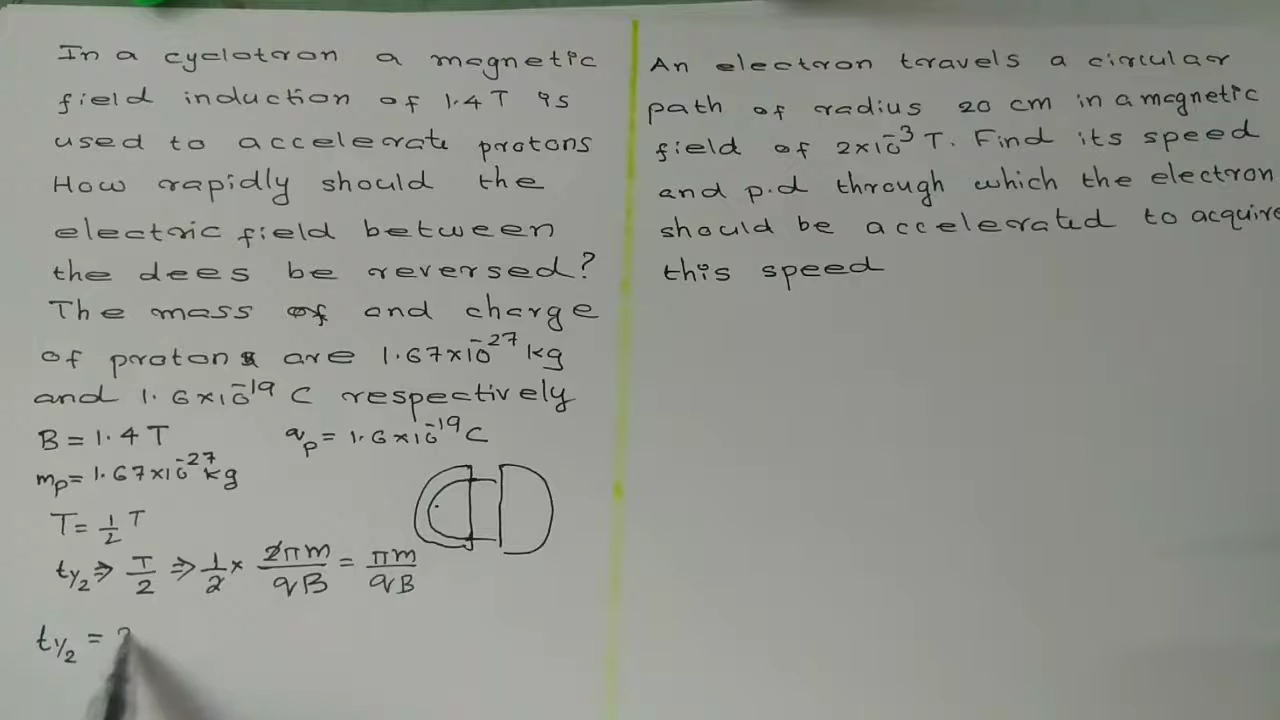 In a cyclotron a magnetic
field induction of 1.4 T is
used to accelerate protons
How rapidly should the
electric field between
the dees be reversed?
The mass of and charge
of proton are 1.67×10⁻²⁷ kg
and 1.6×10⁻¹⁹ C respectively
B = 1.4 T qₚ = 1.6×10⁻¹⁹ C
mₚ = 1.67×10⁻²⁷ kg
T = 1/2 T
t₁/₂ ⇒ T/2 ⇒ 1/2 × 2πm/qB = πm/qB
t₁/₂ =
An electron travels a circular
path of radius 20 cm in a magnetic
field of 2×10⁻³ T. Find its speed
and p.d through which the electron
should be accelerated to acquire
this speed